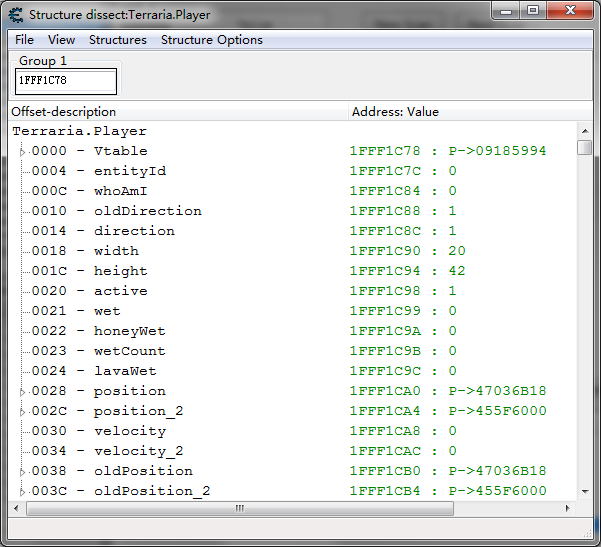 Structure dissect:Terraria.Player
File View Structures Structure Options
Group 1
1FFF1C78
Offset-description Address: Value
Terraria.Player
0000 - Vtable 1FFF1C78 : P->09185994
0004 - entityId 1FFF1C7C : 0
000C - whoAmI 1FFF1C84 : 0
0010 - oldDirection 1FFF1C88 : 1
0014 - direction 1FFF1C8C : 1
0018 - width 1FFF1C90 : 20
001C - height 1FFF1C94 : 42
0020 - active 1FFF1C98 : 1
0021 - wet 1FFF1C99 : 0
0022 - honeyWet 1FFF1C9A : 0
0023 - wetCount 1FFF1C9B : 0
0024 - lavaWet 1FFF1C9C : 0
0028 - position 1FFF1CA0 : P->47036B18
002C - position_2 1FFF1CA4 : P->455F6000
0030 - velocity 1FFF1CA8 : 0
0034 - velocity_2 1FFF1CAC : 0
0038 - oldPosition 1FFF1CB0 : P->47036B18
003C - oldPosition_2 1FFF1CB4 : P->455F6000